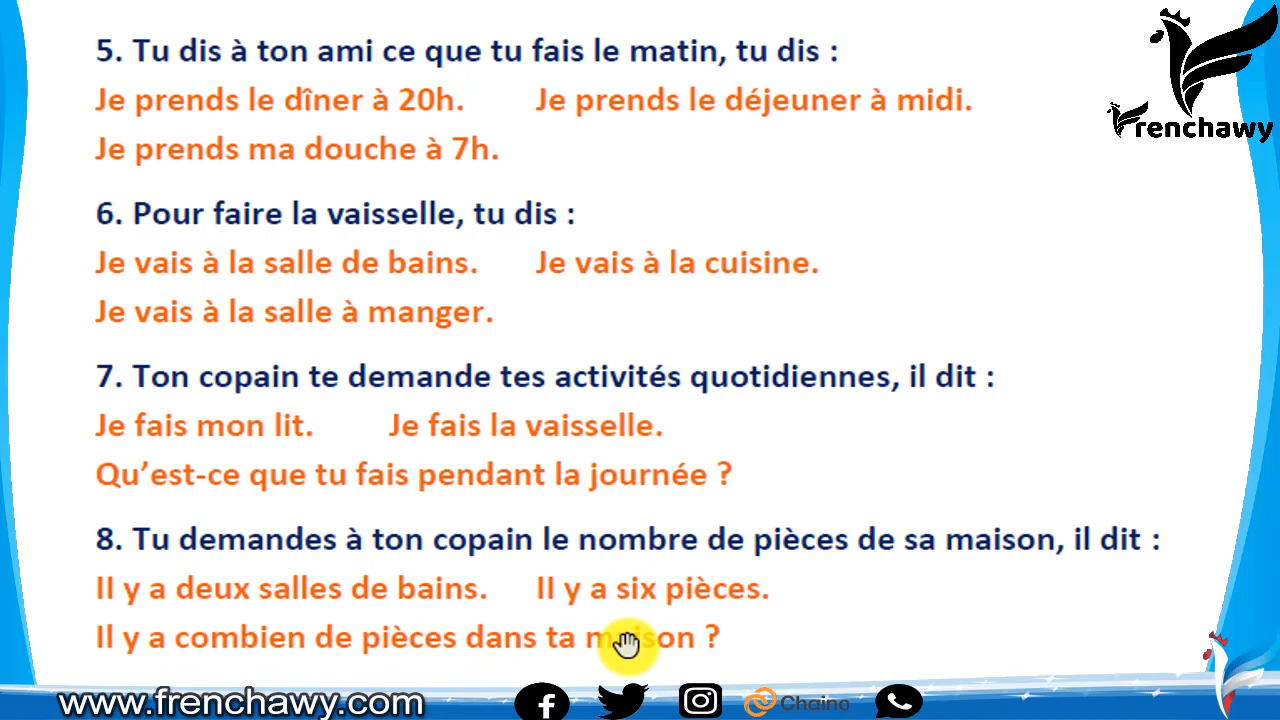 5. Tu dis à ton ami ce que tu fais le matin, tu dis :
Je prends le dîner à 20h. Je prends le déjeuner à midi.
Je prends ma douche à 7h.
6. Pour faire la vaisselle, tu dis :
Je vais à la salle de bains. Je vais à la cuisine.
Je vais à la salle à manger.
7. Ton copain te demande tes activités quotidiennes, il dit :
Je fais mon lit. Je fais la vaisselle.
Qu’est-ce que tu fais pendant la journée ?
8. Tu demandes à ton copain le nombre de pièces de sa maison, il dit :
Il y a deux salles de bains. Il y a six pièces.
Il y a combien de pièces dans ta maison ?
Frenchawy
www.frenchawy.com
Chaino